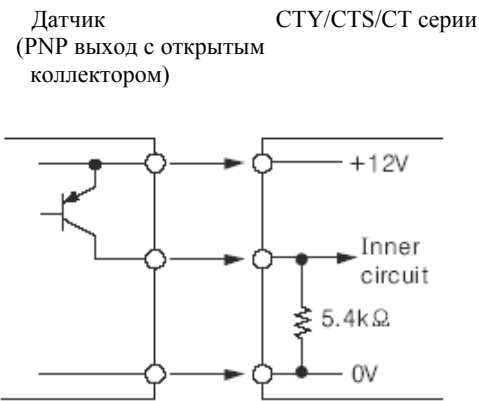 Датчик
CTY/CTS/CT серии
(PNP выход с открытым
коллектором)
+12V
Inner
circuit
5.4kΩ
0V